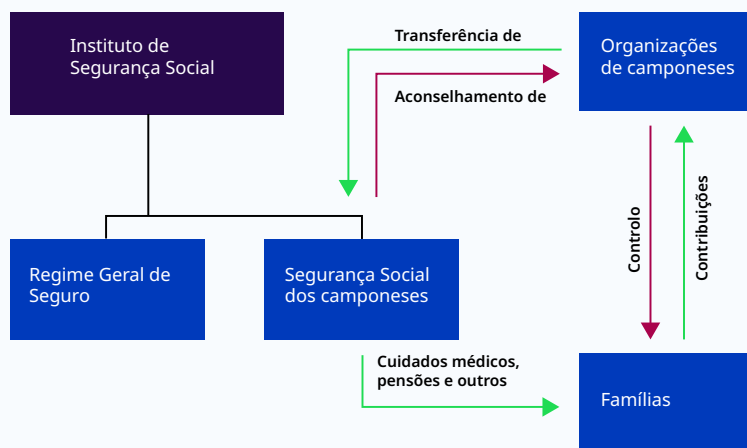 Instituto de
Segurança Social
Transferência de
Aconselhamento de
Organizações
de camponeses
Controlo
Contribuições
Regime Geral de
Seguro
Segurança Social
dos camponeses
Cuidados médicos,
pensões e outros
Famílias